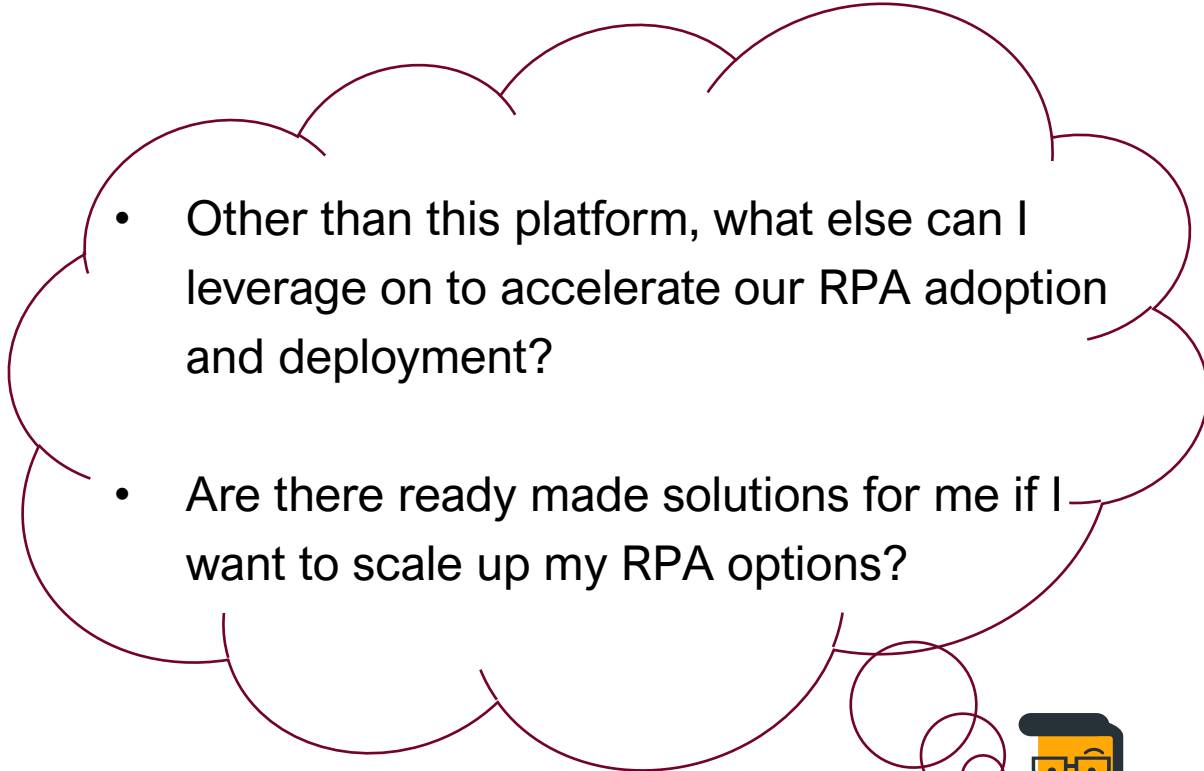 • Other than this platform, what else can I
leverage on to accelerate our RPA adoption
and deployment?
• Are there ready made solutions for me if I
want to scale up my RPA options?